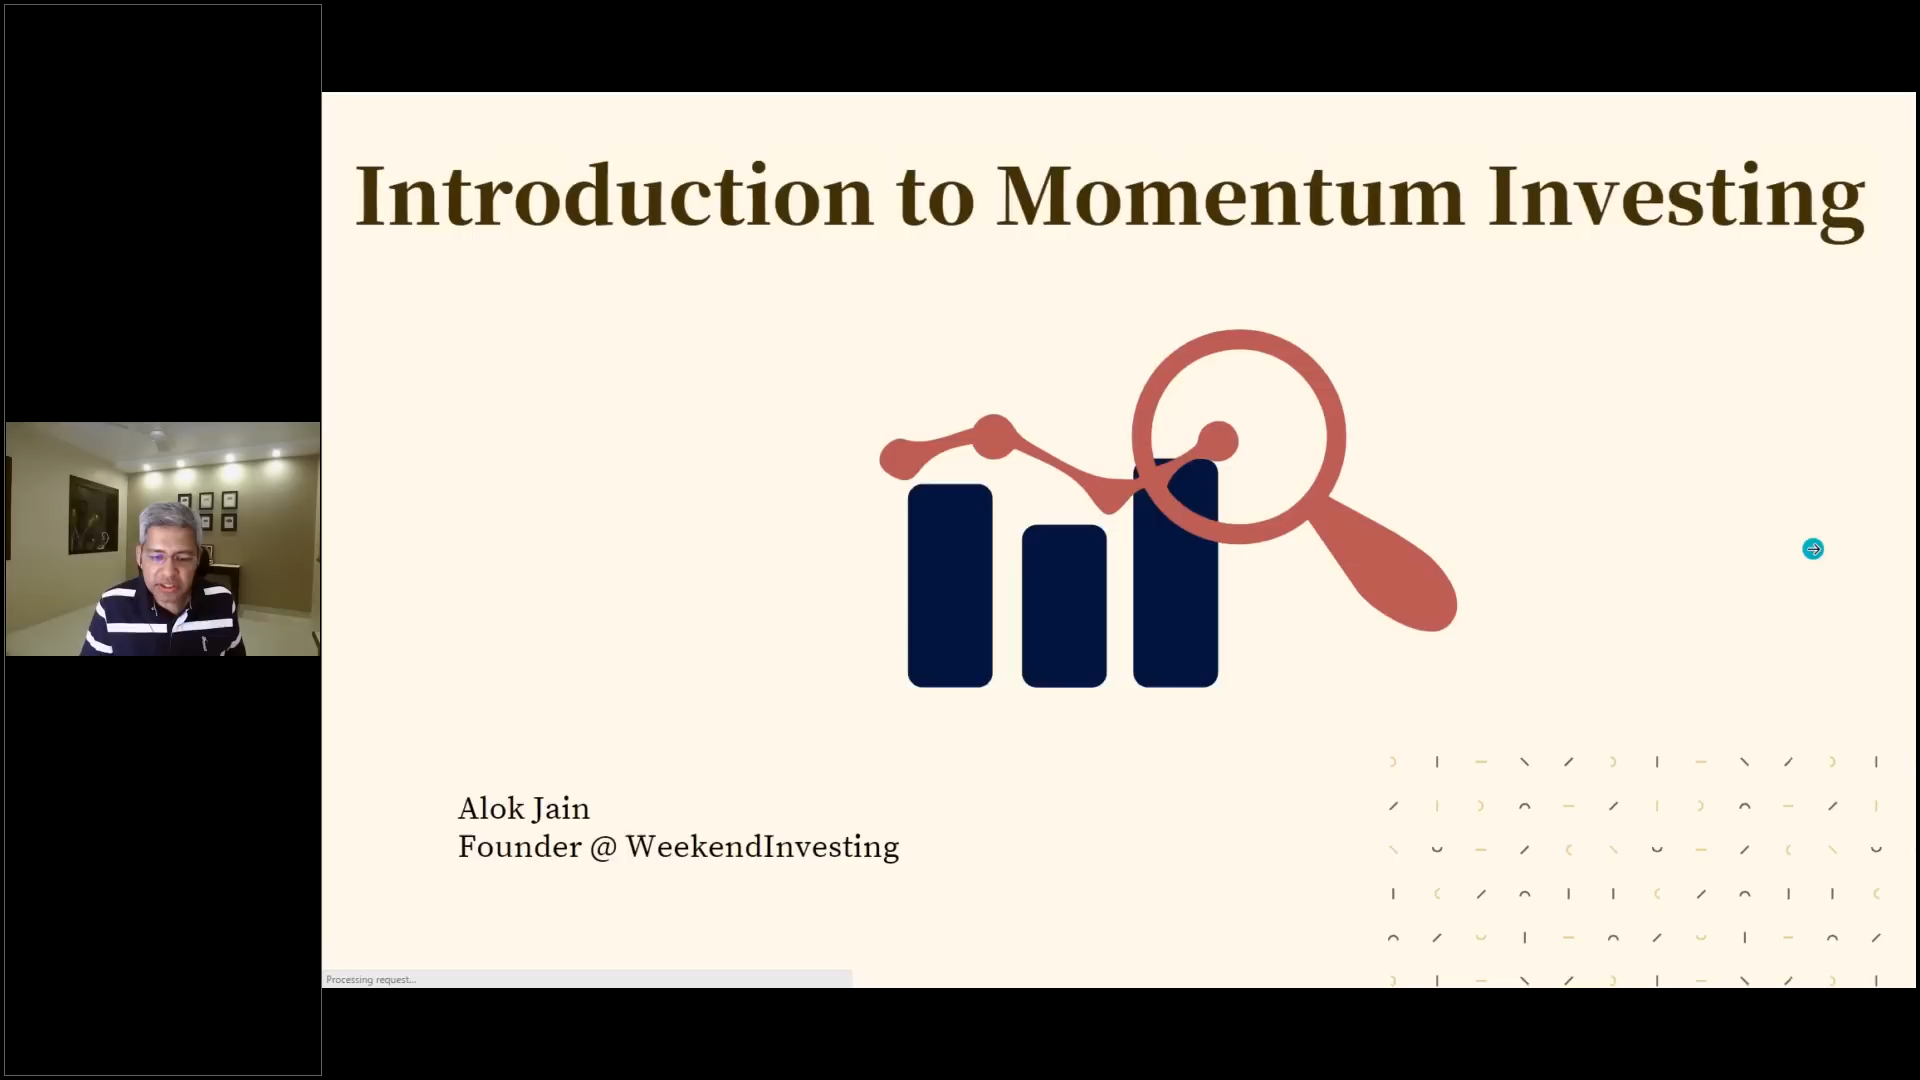 Introduction to Momentum Investing
Alok Jain
Founder @ WeekendInvesting
Processing request...